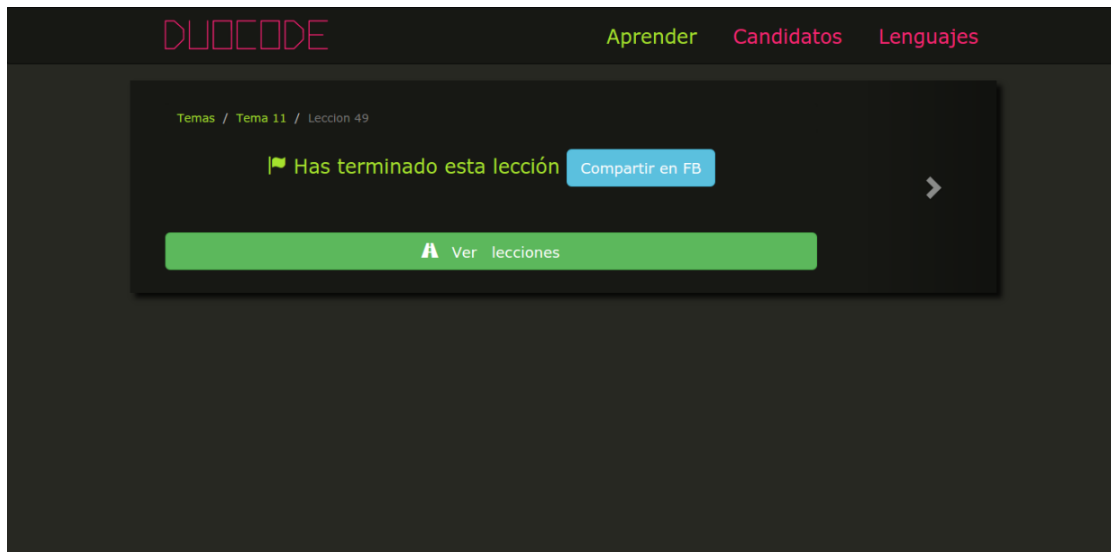 DUOCODE Aprender Candidatos Lenguajes
Temas / Tema 11 / Leccion 49
Has terminado esta lección Compartir en FB
Ver lecciones